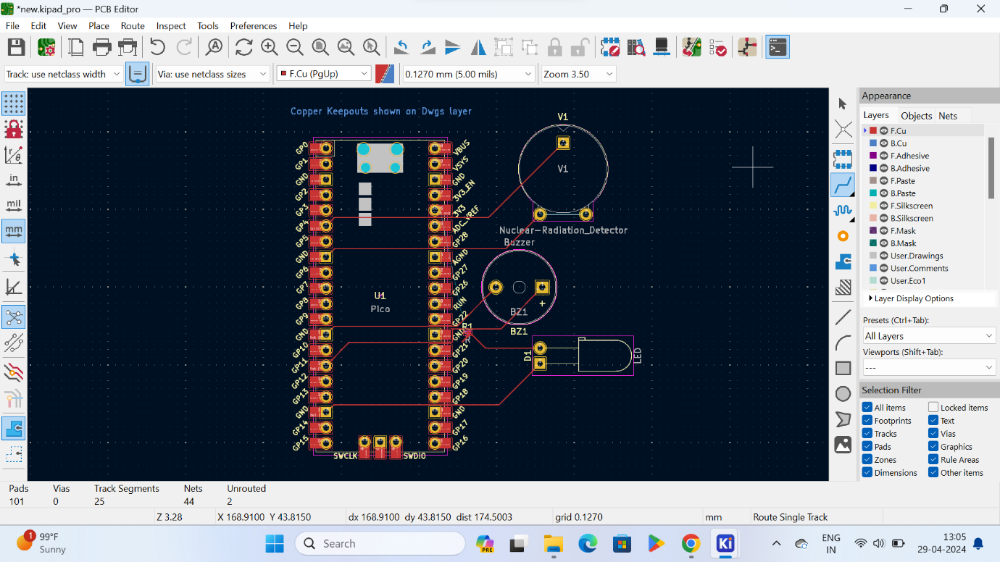 *new.kipad_pro — PCB Editor
File Edit View Place Route Inspect Tools Preferences Help
Track: use netclass width Via: use netclass sizes F.Cu (PgUp) 0.1270 mm (5.00 mils) Zoom 3.50
in
mil
mm
Copper Keepouts shown on Dwgs layer
GP0
GP1
GND
GP2
GP3
GP4
GP5
GND
GP6
GP7
GP8
GP9
GND
GP10
GP11
GP12
GP13
GND
GP14
GP15
VBUS
VSYS
GND
3V3_EN
3V3
ADC_VREF
GP28
AGND
GP27
GP26
RUN
GP22
GND
GP21
GP20
GP19
GP18
GND
GP17
GP16
U1
Pico
SWCLK SWDIO
V1
V1
Nuclear-Radiation_Detector
Buzzer
- +
BZ1
BZ1
R1
D1
LED
Appearance
Layers Objects Nets
F.Cu
B.Cu
F.Adhesive
B.Adhesive
F.Paste
B.Paste
F.Silkscreen
B.Silkscreen
F.Mask
B.Mask
User.Drawings
User.Comments
User.Eco1
Layer Display Options
Presets (Ctrl+Tab):
All Layers
Viewports (Shift+Tab):
---
Selection Filter
All items Locked items
Footprints Text
Tracks Vias
Pads Graphics
Zones Rule Areas
Dimensions Other items
Pads Vias Track Segments Nets Unrouted
101 0 25 44 2
Z 3.28 X 168.9100 Y 43.8150 dx 168.9100 dy 43.8150 dist 174.5003 grid 0.1270 mm Route Single Track
1
99°F
Sunny
Search
PRE
Ki
ENG
IN
13:05
29-04-2024